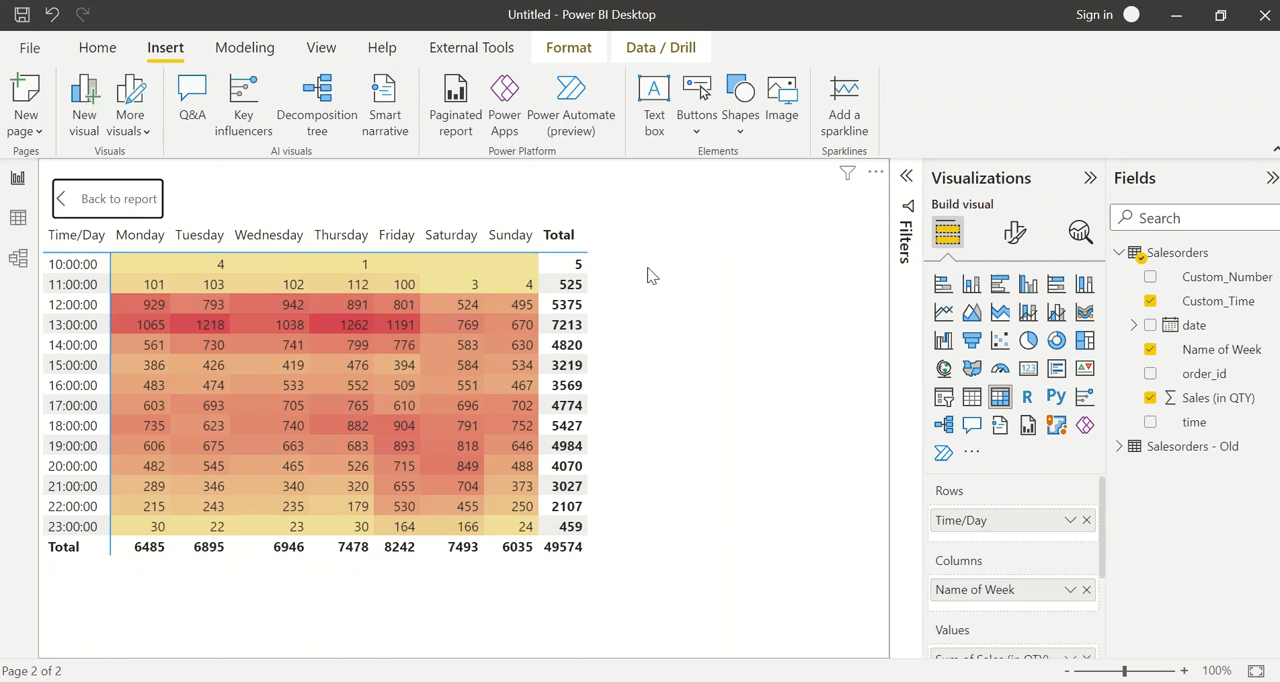 Untitled - Power BI Desktop
Sign in
File Home Insert Modeling View Help External Tools Format Data / Drill
New page
New visual
More visuals
Q&A
Key influencers
Decomposition tree
Smart narrative
Paginated report
Power Apps
Power Automate (preview)
Text box
Buttons
Shapes
Image
Add a sparkline
Pages Visuals AI visuals Power Platform Elements Sparklines
Back to report
Time/Day Monday Tuesday Wednesday Thursday Friday Saturday Sunday Total
10:00:00 4 1 5
11:00:00 101 103 102 112 100 3 4 525
12:00:00 929 793 942 891 801 524 495 5375
13:00:00 1065 1218 1038 1262 1191 769 670 7213
14:00:00 561 730 741 799 776 583 630 4820
15:00:00 386 426 419 476 394 584 534 3219
16:00:00 483 474 533 552 509 551 467 3569
17:00:00 603 693 705 765 610 696 702 4774
18:00:00 735 623 740 882 904 791 752 5427
19:00:00 606 675 663 683 893 818 646 4984
20:00:00 482 545 465 526 715 849 488 4070
21:00:00 289 346 340 320 655 704 373 3027
22:00:00 215 243 235 179 530 455 250 2107
23:00:00 30 22 23 30 164 166 24 459
Total 6485 6895 6946 7478 8242 7493 6035 49574
Filters
Visualizations
Build visual
123
R
Py
Rows
Time/Day
Columns
Name of Week
Values
Sum of Sales (in QTY)
Fields
Search
Salesorders
Custom_Number
Custom_Time
date
Name of Week
order_id
Sales (in QTY)
time
Salesorders - Old
Page 2 of 2
- + 100%